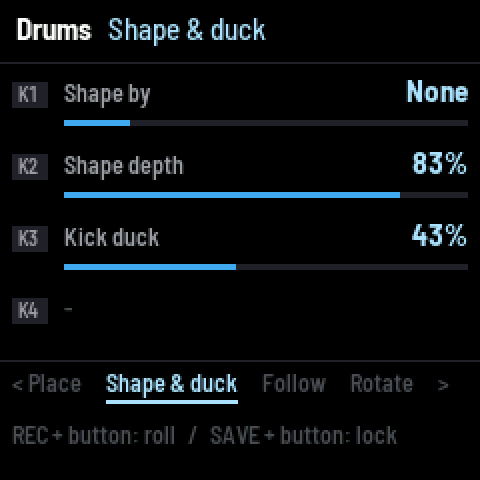 Drums Shape & duck
K1 Shape by None
K2 Shape depth 83%
K3 Kick duck 43%
K4 -
< Place Shape & duck Follow Rotate >
REC + button: roll / SAVE + button: lock